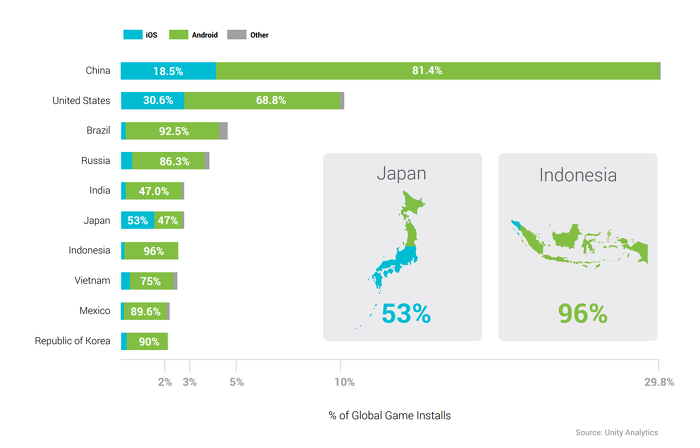 iOS Android Other
China 18.5% 81.4%
United States 30.6% 68.8%
Brazil 92.5%
Russia 86.3%
India 47.0%
Japan 53% 47%
Indonesia 96%
Vietnam 75%
Mexico 89.6%
Republic of Korea 90%
Japan
53%
Indonesia
96%
2% 3% 5% 10% 29.8%
% of Global Game Installs
Source: Unity Analytics